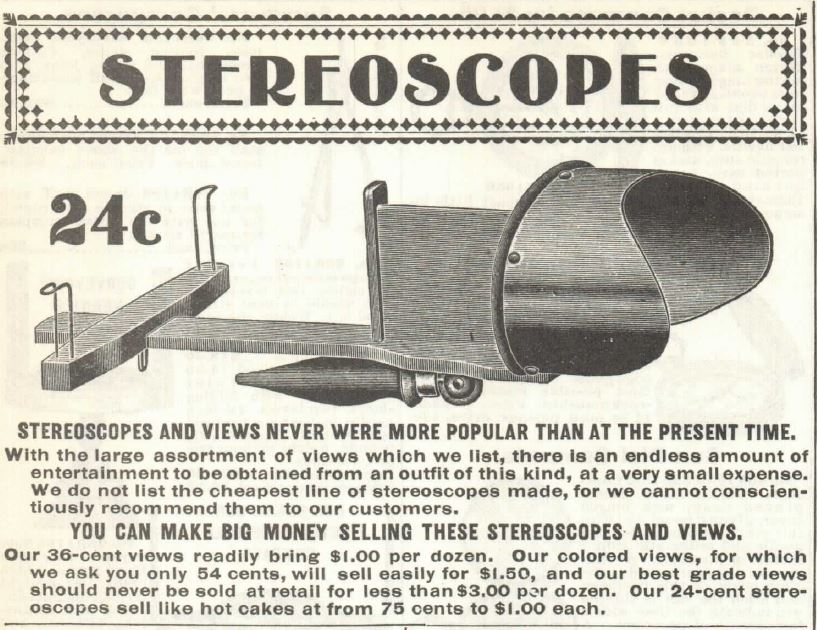 STEREOSCOPES
24c
STEREOSCOPES AND VIEWS NEVER WERE MORE POPULAR THAN AT THE PRESENT TIME.
With the large assortment of views which we list, there is an endless amount of
entertainment to be obtained from an outfit of this kind, at a very small expense.
We do not list the cheapest line of stereoscopes made, for we cannot conscien-
tiously recommend them to our customers.
YOU CAN MAKE BIG MONEY SELLING THESE STEREOSCOPES AND VIEWS.
Our 36-cent views readily bring $1.00 per dozen. Our colored views, for which
we ask you only 54 cents, will sell easily for $1.50, and our best grade views
should never be sold at retail for less than $3.00 per dozen. Our 24-cent stere-
oscopes sell like hot cakes at from 75 cents to $1.00 each.